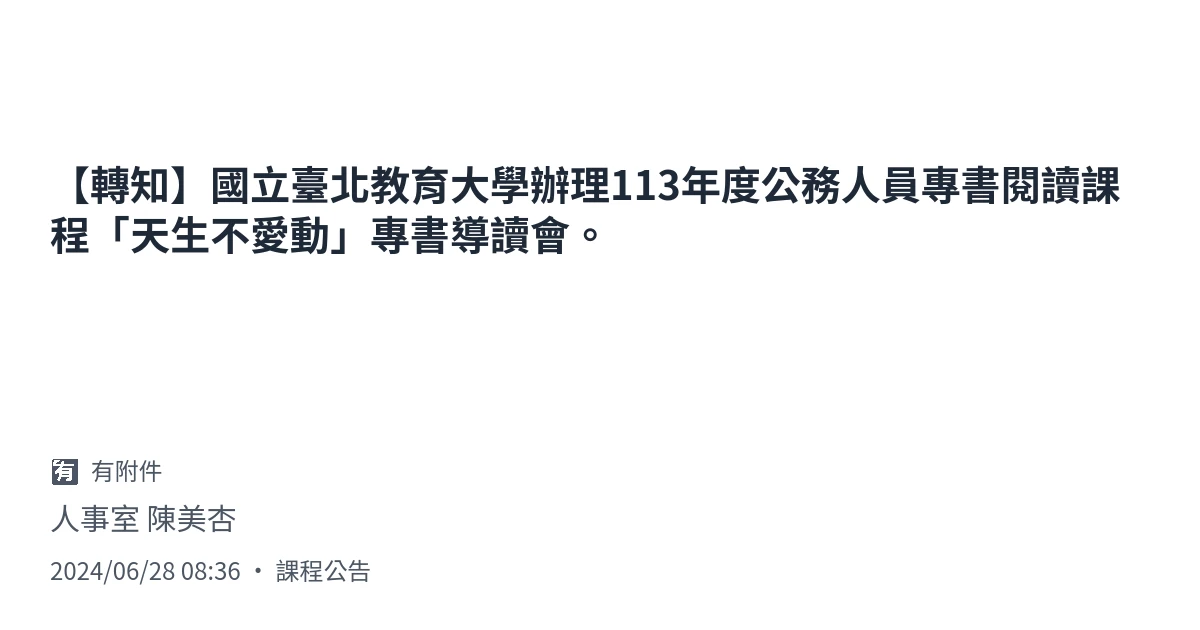 【轉知】國立臺北教育大學辦理113年度公務人員專書閱讀課
程「天生不愛動」專書導讀會。
有 有附件
人事室 陳美杏
2024/06/28 08:36 · 課程公告